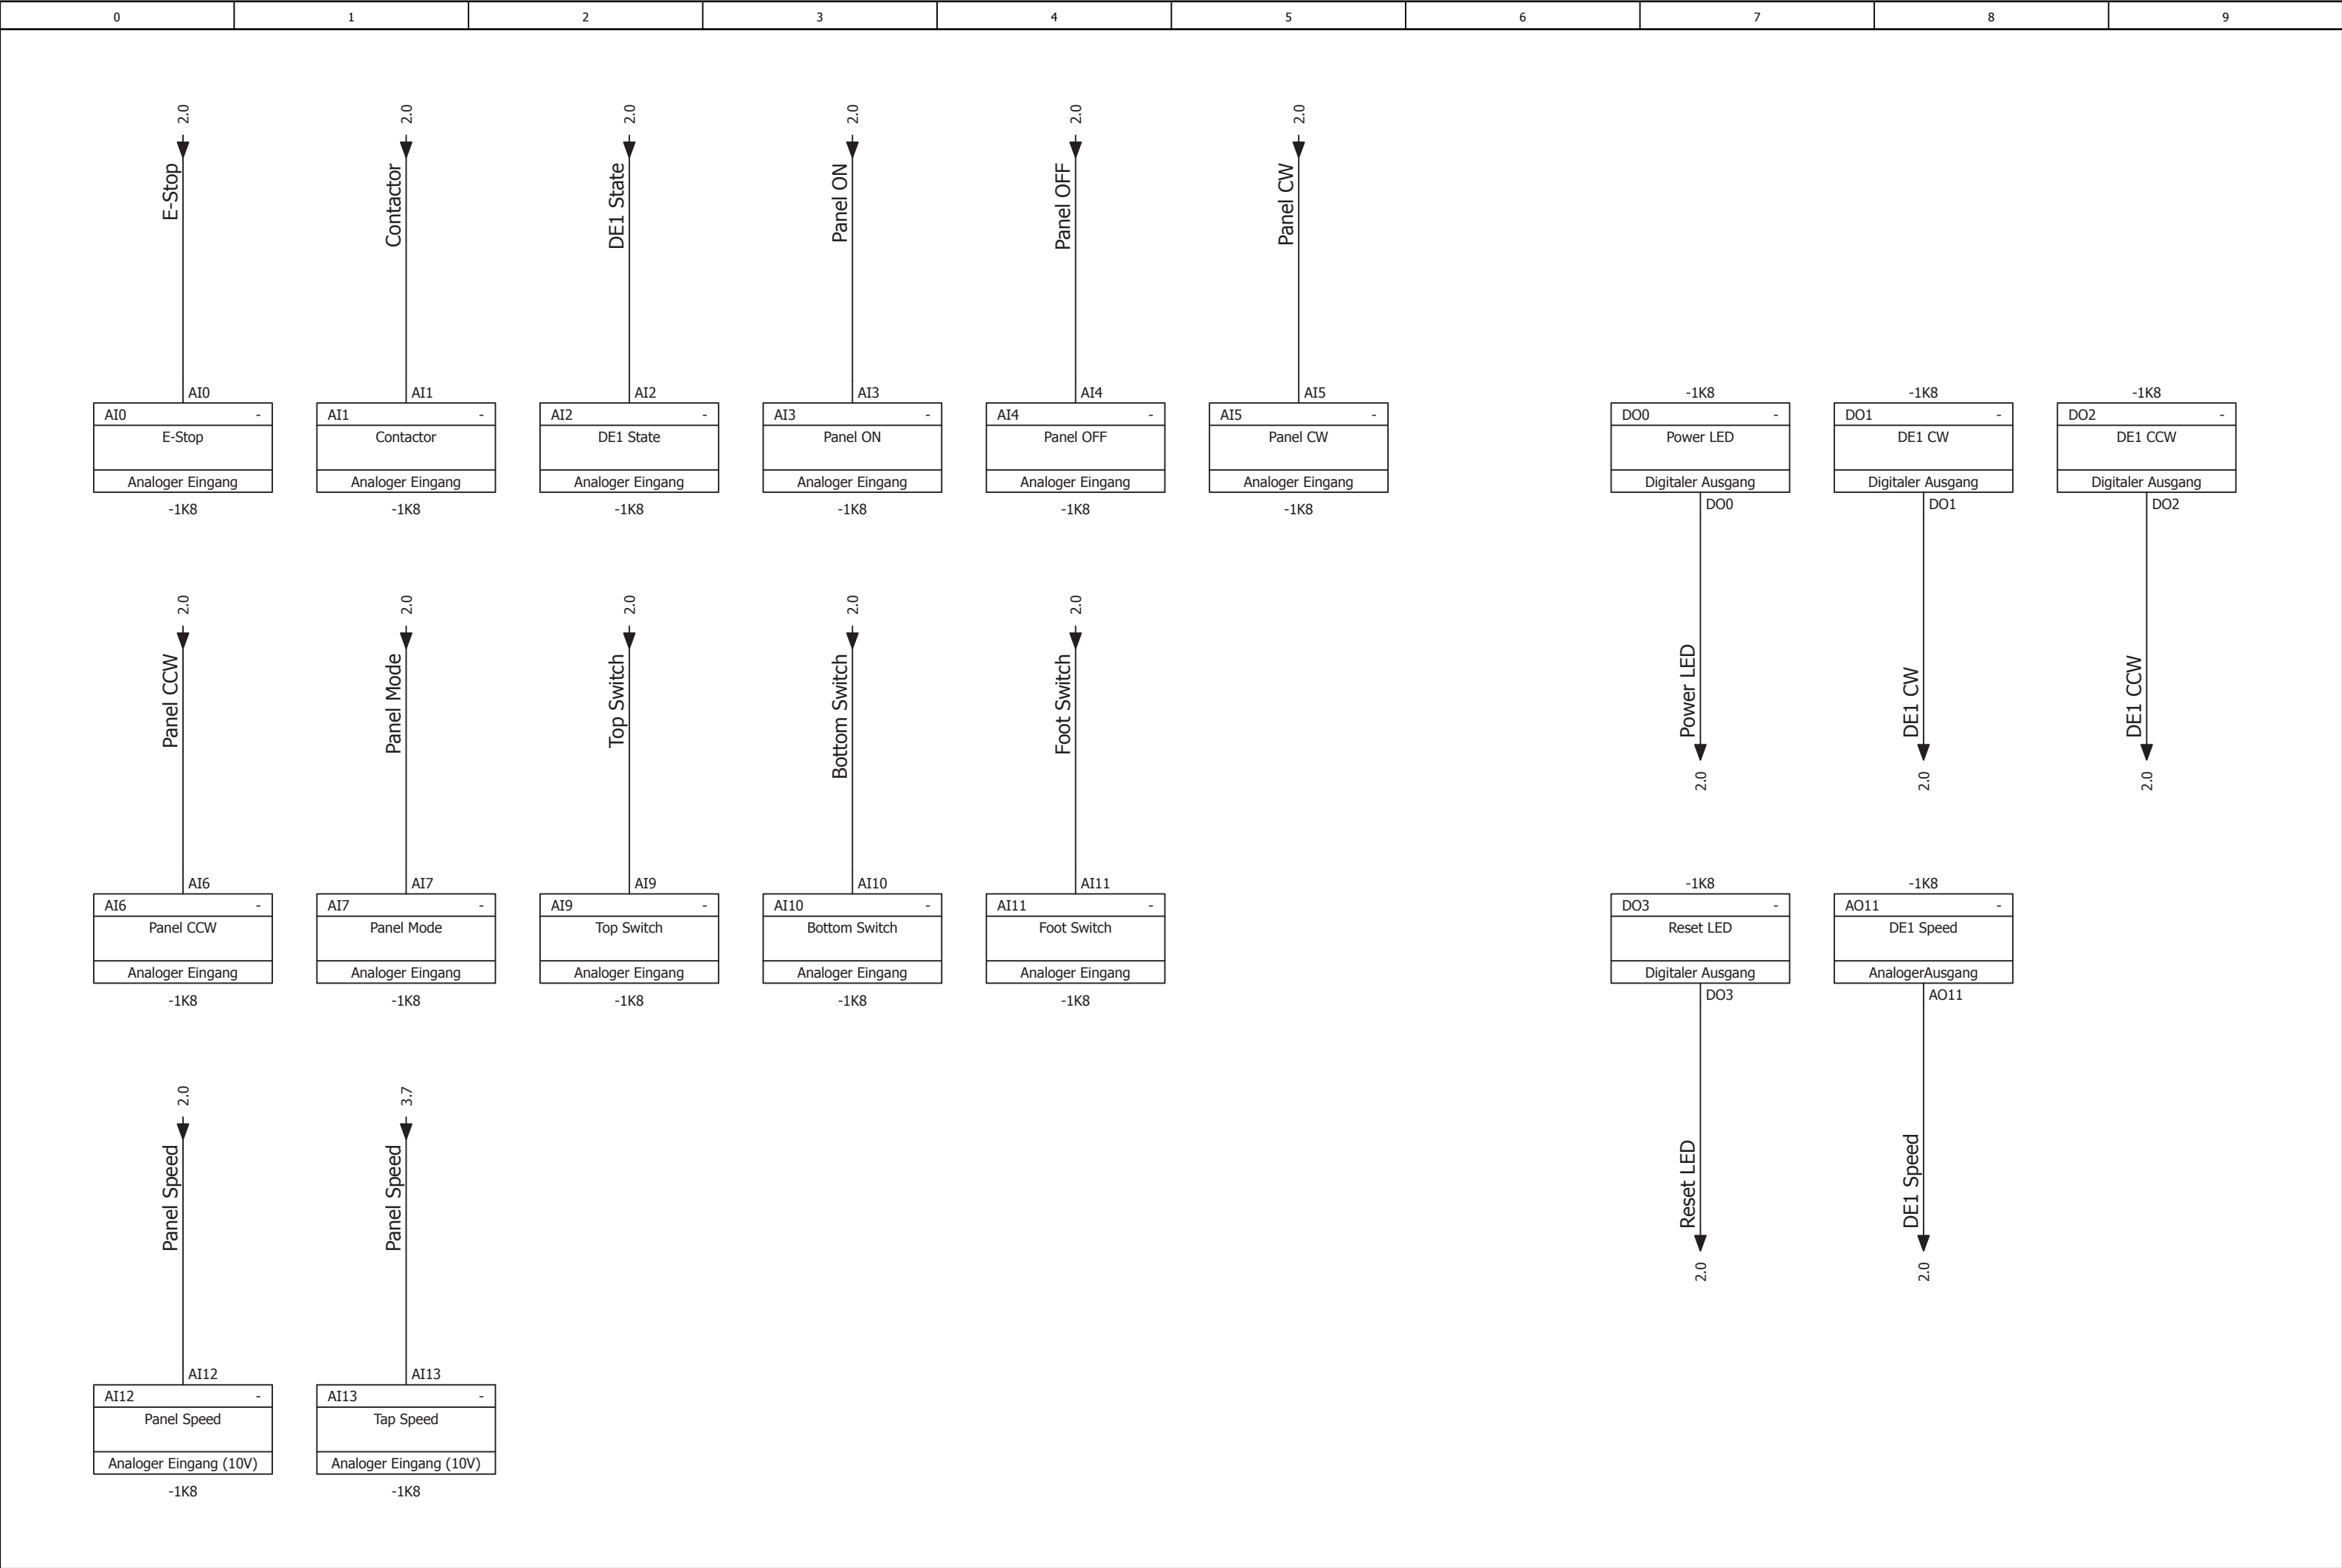 0 1 2 3 4 5 6 7 8 9
2.0 2.0 2.0 2.0 2.0 2.0
E-Stop Contactor DE1 State Panel ON Panel OFF Panel CW
AI0 AI1 AI2 AI3 AI4 AI5 -1K8 -1K8 -1K8
AI0 - AI1 - AI2 - AI3 - AI4 - AI5 - DO0 - DO1 - DO2 -
E-Stop Contactor DE1 State Panel ON Panel OFF Panel CW Power LED DE1 CW DE1 CCW
Analoger Eingang Analoger Eingang Analoger Eingang Analoger Eingang Analoger Eingang Analoger Eingang Digitaler Ausgang Digitaler Ausgang Digitaler Ausgang
-1K8 -1K8 -1K8 -1K8 -1K8 -1K8 DO0 DO1 DO2
2.0 2.0 2.0 2.0 2.0
Panel CCW Panel Mode Top Switch Bottom Switch Foot Switch Power LED DE1 CW DE1 CCW
2.0 2.0 2.0
AI6 AI7 AI9 AI10 AI11 -1K8 -1K8
AI6 - AI7 - AI9 - AI10 - AI11 - DO3 - AO11 -
Panel CCW Panel Mode Top Switch Bottom Switch Foot Switch Reset LED DE1 Speed
Analoger Eingang Analoger Eingang Analoger Eingang Analoger Eingang Analoger Eingang Digitaler Ausgang AnalogerAusgang
-1K8 -1K8 -1K8 -1K8 -1K8 DO3 AO11
2.0 3.7
Panel Speed Panel Speed Reset LED DE1 Speed
2.0 2.0
AI12 AI13
AI12 - AI13 -
Panel Speed Tap Speed
Analoger Eingang (10V) Analoger Eingang (10V)
-1K8 -1K8